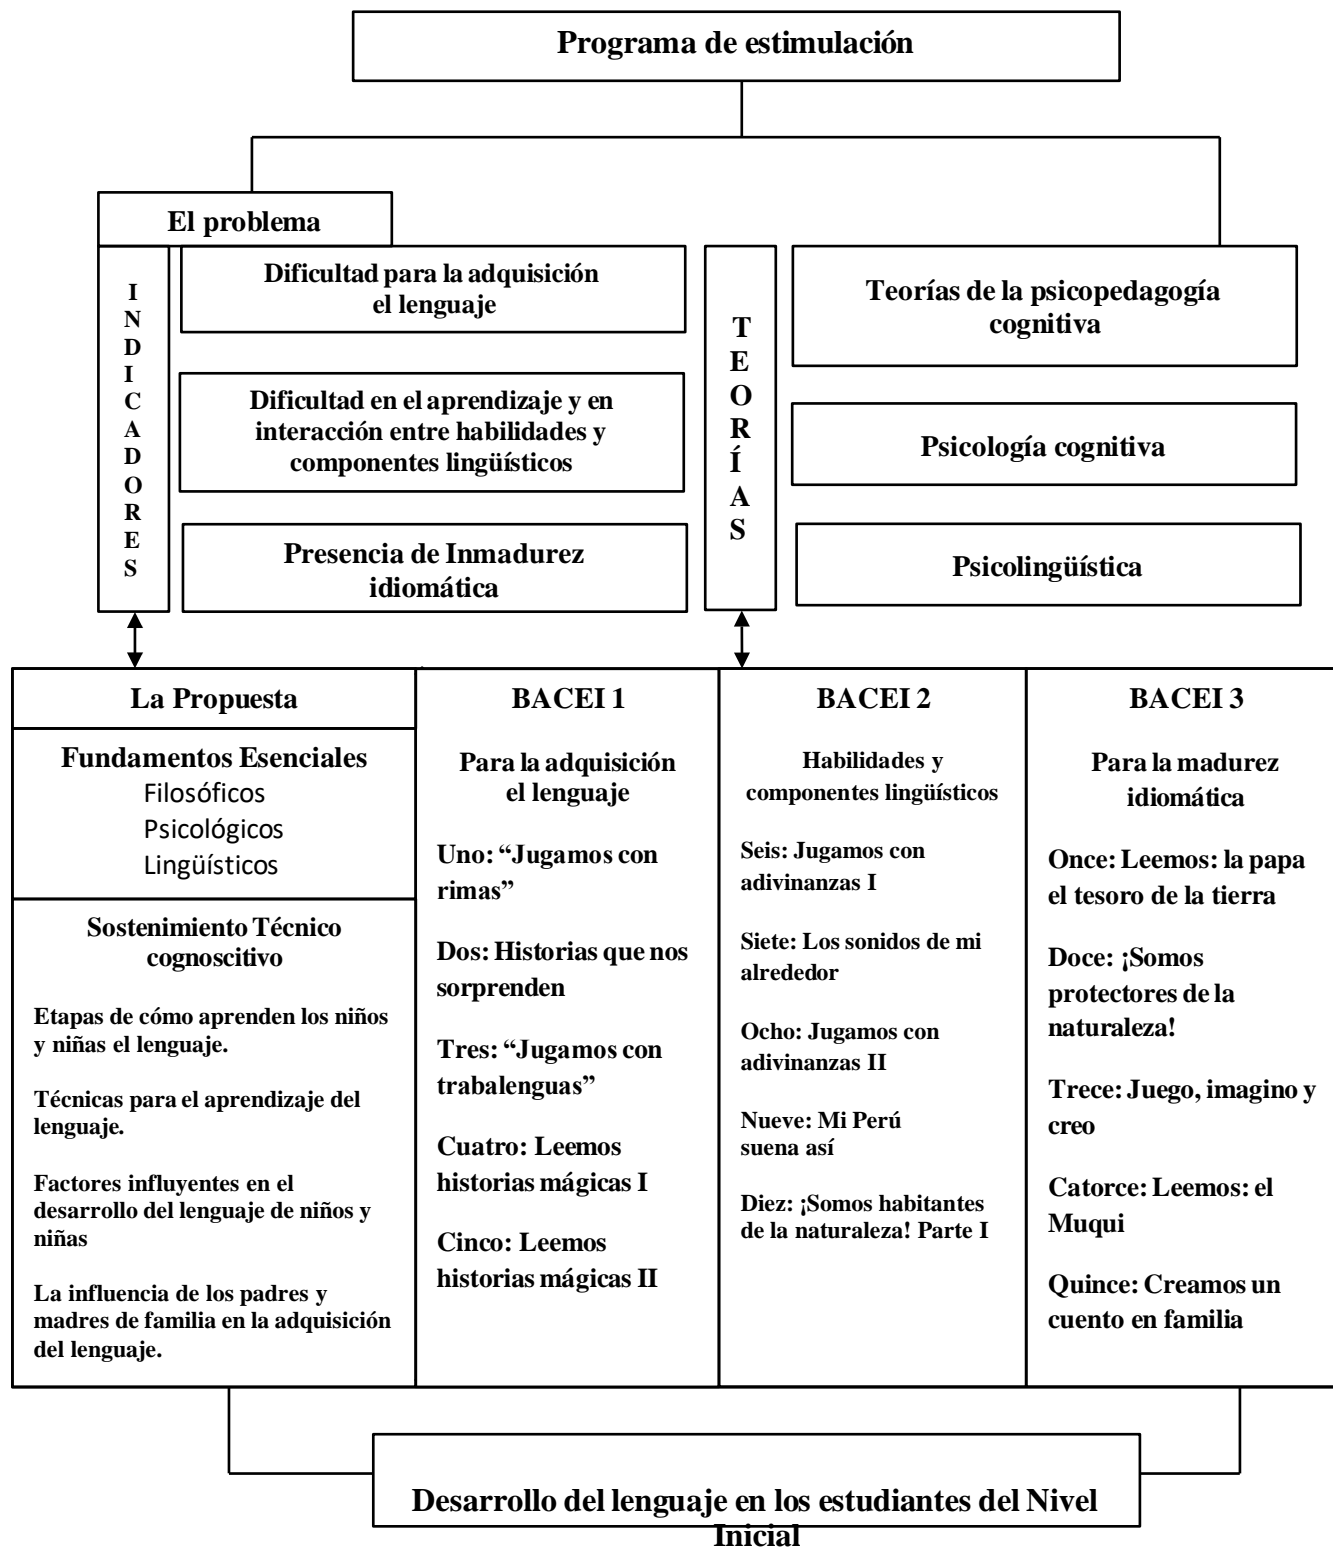 Programa de estimulación
El problema
I
N
D
I
C
A
D
O
R
E
S
Dificultad para la adquisición
el lenguaje
Dificultad en el aprendizaje y en
interacción entre habilidades y
componentes lingüísticos
Presencia de Inmadurez
idiomática
T
E
O
R
Í
A
S
Teorías de la psicopedagogía
cognitiva
Psicología cognitiva
Psicolingüística
La Propuesta
Fundamentos Esenciales
Filosóficos
Psicológicos
Lingüísticos
Sostenimiento Técnico
cognoscitivo
Etapas de cómo aprenden los niños
y niñas el lenguaje.
Técnicas para el aprendizaje del
lenguaje.
Factores influyentes en el
desarrollo del lenguaje de niños y
niñas
La influencia de los padres y
madres de familia en la adquisición
del lenguaje.
BACEI 1
Para la adquisición
el lenguaje
Uno: “Jugamos con
rimas”
Dos: Historias que nos
sorprenden
Tres: “Jugamos con
trabalenguas”
Cuatro: Leemos
historias mágicas I
Cinco: Leemos
historias mágicas II
BACEI 2
Habilidades y
componentes lingüísticos
Seis: Jugamos con
adivinanzas I
Siete: Los sonidos de mi
alrededor
Ocho: Jugamos con
adivinanzas II
Nueve: Mi Perú
suena así
Diez: ¡Somos habitantes
de la naturaleza! Parte I
BACEI 3
Para la madurez
idiomática
Once: Leemos: la papa
el tesoro de la tierra
Doce: ¡Somos
protectores de la
naturaleza!
Trece: Juego, imagino y
creo
Catorce: Leemos: el
Muqui
Quince: Creamos un
cuento en familia
Desarrollo del lenguaje en los estudiantes del Nivel
Inicial